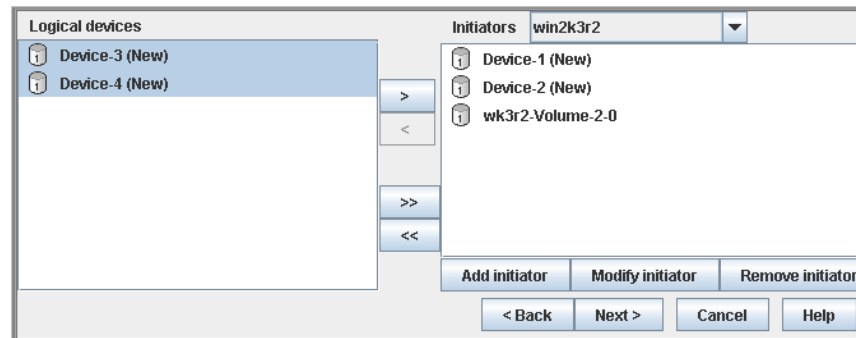 Logical devices
Device-3 (New)
Device-4 (New)
>
<
>>
<<
Initiators win2k3r2
Device-1 (New)
Device-2 (New)
wk3r2-Volume-2-0
Add initiator Modify initiator Remove initiator
< Back Next > Cancel Help